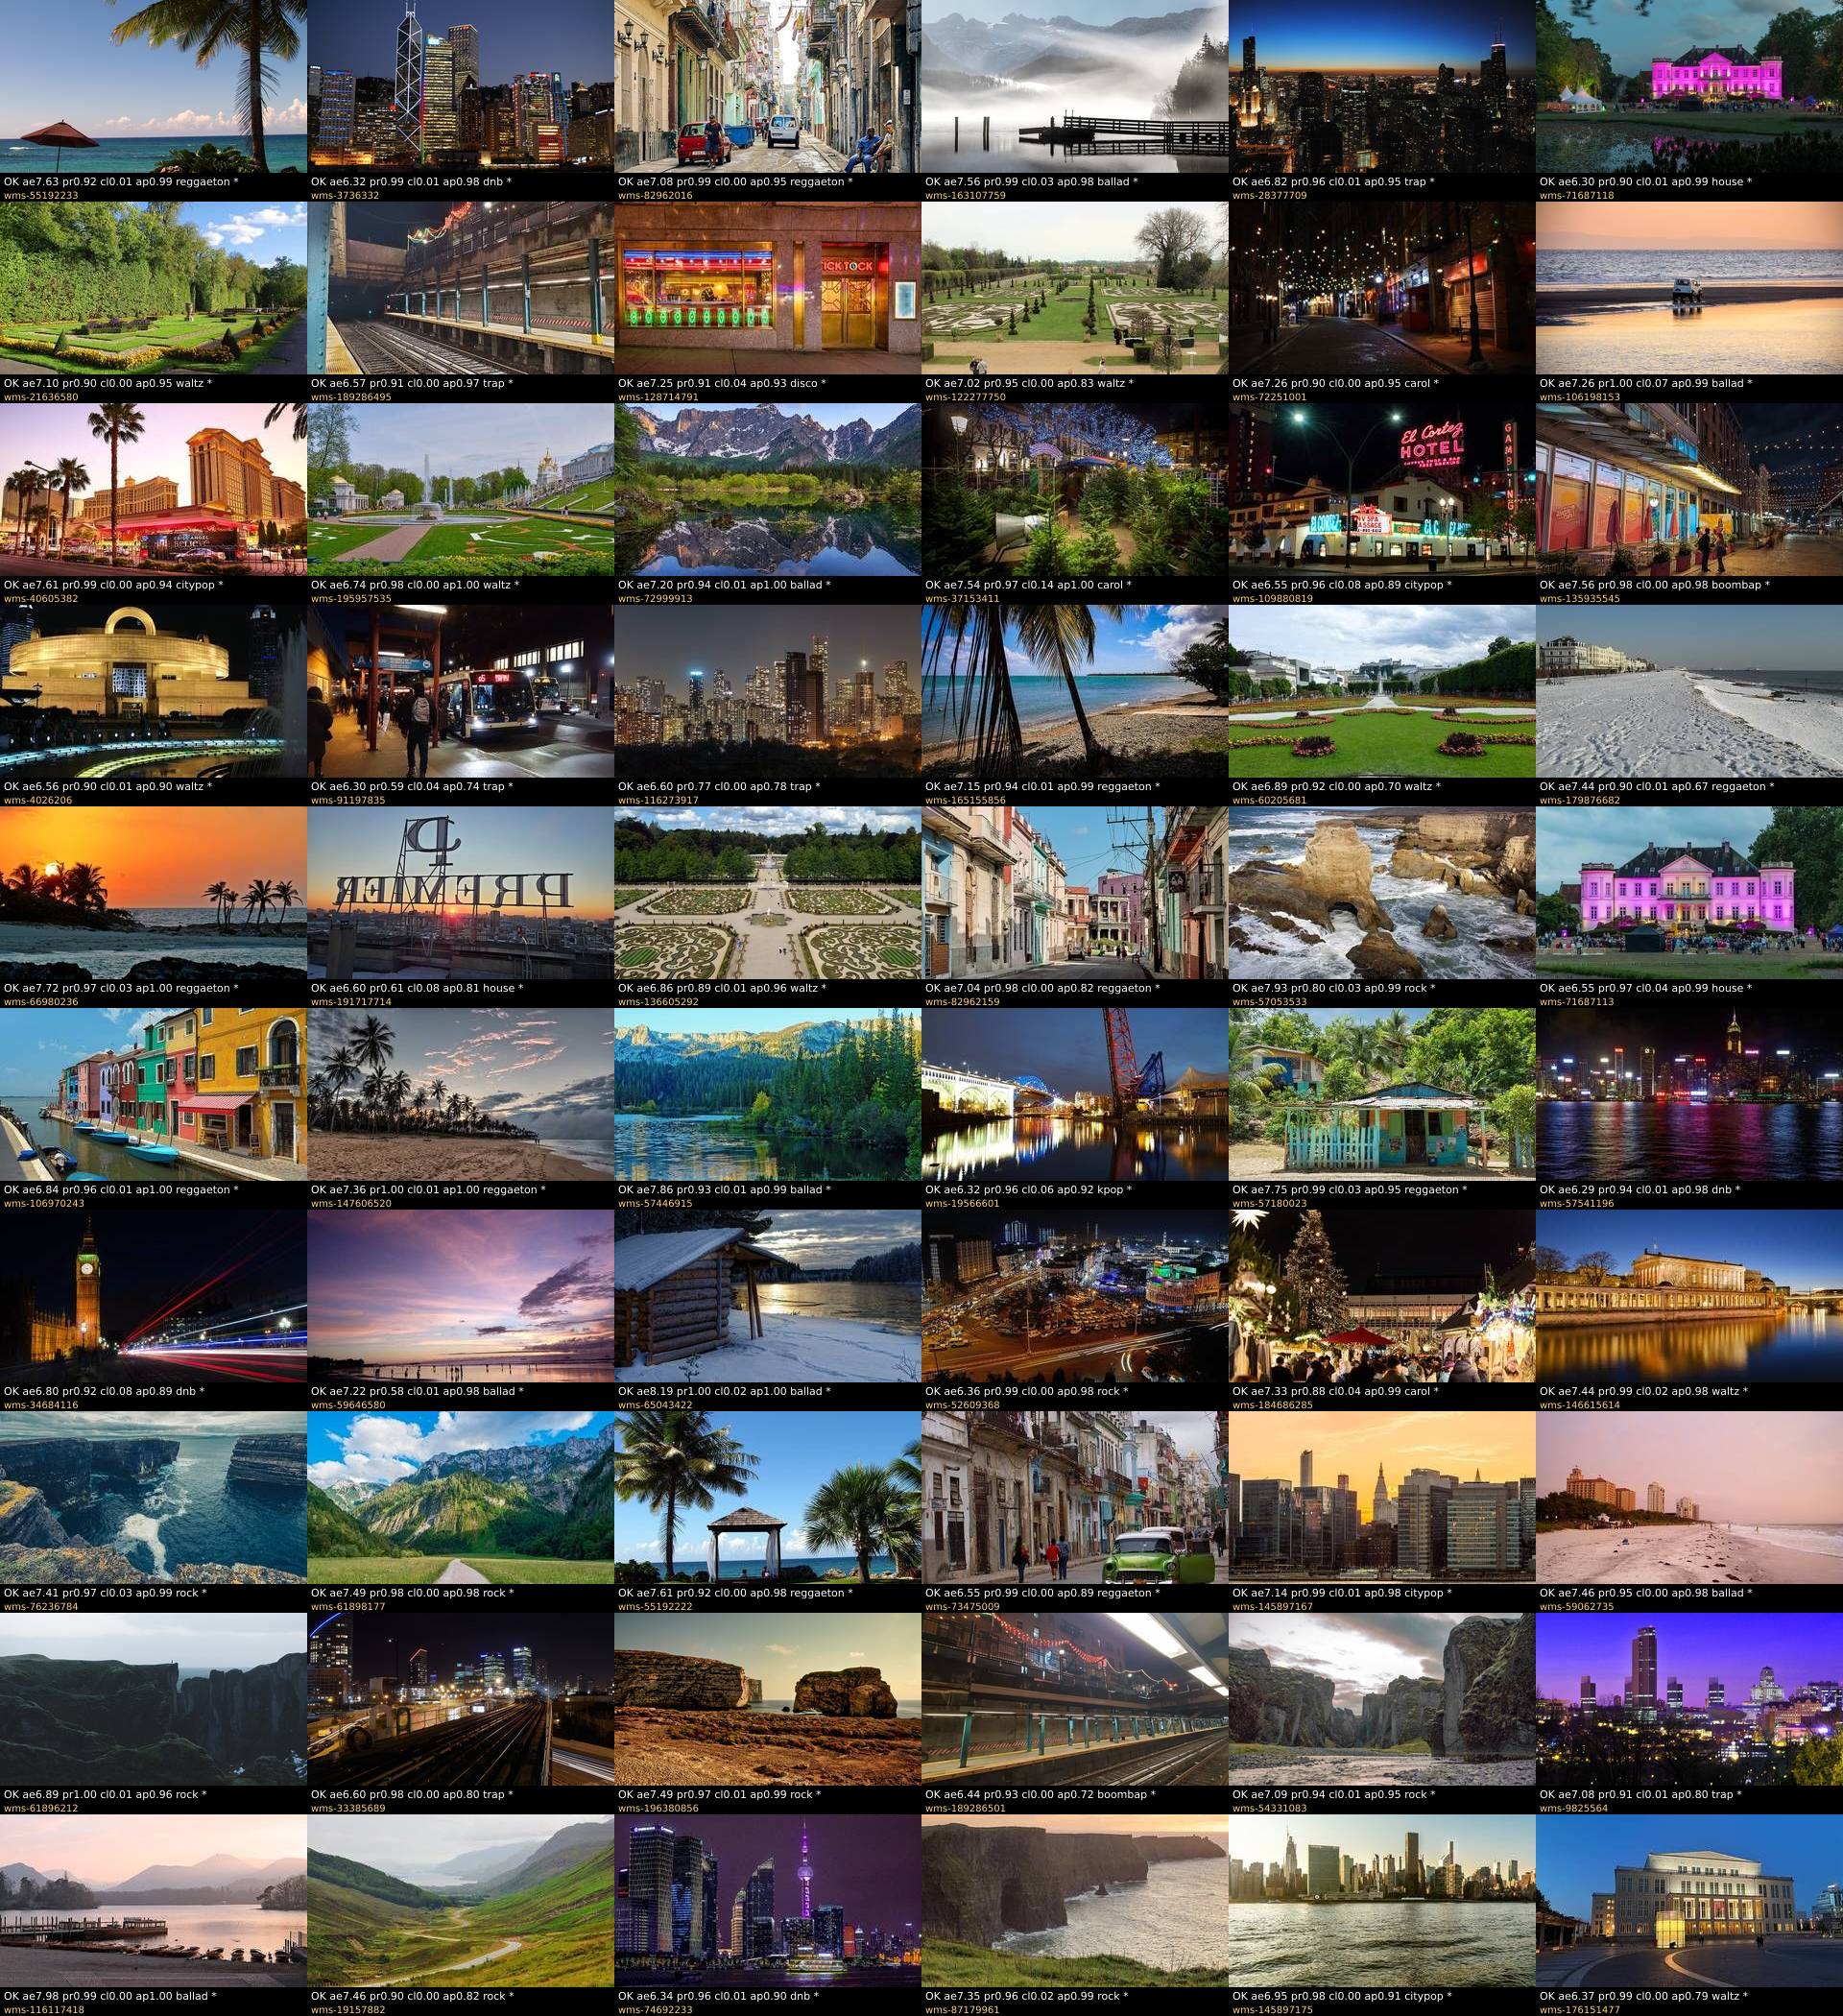 OK ae7.63 pr0.92 cl0.01 ap0.99 reggaeton *
wms-55192233
OK ae6.32 pr0.99 cl0.01 ap0.98 dnb *
wms-3736332
OK ae7.08 pr0.99 cl0.00 ap0.95 reggaeton *
wms-82962016
OK ae7.56 pr0.99 cl0.03 ap0.98 ballad *
wms-163107759
OK ae6.82 pr0.96 cl0.01 ap0.95 trap *
wms-28377709
OK ae6.30 pr0.90 cl0.01 ap0.99 house *
wms-71687118
TICK TOCK
OK ae7.10 pr0.90 cl0.00 ap0.95 waltz *
wms-21636580
OK ae6.57 pr0.91 cl0.00 ap0.97 trap *
wms-189286495
OK ae7.25 pr0.91 cl0.04 ap0.93 disco *
wms-128714791
OK ae7.02 pr0.95 cl0.00 ap0.83 waltz *
wms-122277750
OK ae7.26 pr0.90 cl0.00 ap0.95 carol *
wms-72251001
OK ae7.26 pr1.00 cl0.07 ap0.99 ballad *
wms-106198153
BELIEVE
El Cortez
HOTEL
GAMBLING
EL CORTEZ
OK ae7.61 pr0.99 cl0.00 ap0.94 citypop *
wms-40605382
OK ae6.74 pr0.98 cl0.00 ap1.00 waltz *
wms-195957535
OK ae7.20 pr0.94 cl0.01 ap1.00 ballad *
wms-72999913
OK ae7.54 pr0.97 cl0.14 ap1.00 carol *
wms-37153411
OK ae6.55 pr0.96 cl0.08 ap0.89 citypop *
wms-109880819
OK ae7.56 pr0.98 cl0.00 ap0.98 boombap *
wms-135935545
OK ae6.56 pr0.90 cl0.01 ap0.90 waltz *
wms-4026206
OK ae6.30 pr0.59 cl0.04 ap0.74 trap *
wms-91197835
OK ae6.60 pr0.77 cl0.00 ap0.78 trap *
wms-116273917
OK ae7.15 pr0.94 cl0.01 ap0.99 reggaeton *
wms-165155856
OK ae6.89 pr0.92 cl0.00 ap0.70 waltz *
wms-60205681
OK ae7.44 pr0.90 cl0.01 ap0.67 reggaeton *
wms-179876682
P
PREMIER
OK ae7.72 pr0.97 cl0.03 ap1.00 reggaeton *
wms-66980236
OK ae6.60 pr0.61 cl0.08 ap0.81 house *
wms-191717714
OK ae6.86 pr0.89 cl0.01 ap0.96 waltz *
wms-136605292
OK ae7.04 pr0.98 cl0.00 ap0.82 reggaeton *
wms-82962159
OK ae7.93 pr0.80 cl0.03 ap0.99 rock *
wms-57053533
OK ae6.55 pr0.97 cl0.04 ap0.99 house *
wms-71687113
OK ae6.84 pr0.96 cl0.01 ap1.00 reggaeton *
wms-106970243
OK ae7.36 pr1.00 cl0.01 ap1.00 reggaeton *
wms-147606520
OK ae7.86 pr0.93 cl0.01 ap0.99 ballad *
wms-57446915
OK ae6.32 pr0.96 cl0.06 ap0.92 kpop *
wms-19566601
OK ae7.75 pr0.99 cl0.03 ap0.95 reggaeton *
wms-57180023
OK ae6.29 pr0.94 cl0.01 ap0.98 dnb *
wms-57541196
OK ae6.80 pr0.92 cl0.08 ap0.89 dnb *
wms-34684116
OK ae7.22 pr0.58 cl0.01 ap0.98 ballad *
wms-59646580
OK ae8.19 pr1.00 cl0.02 ap1.00 ballad *
wms-65043422
OK ae6.36 pr0.99 cl0.00 ap0.98 rock *
wms-52609368
OK ae7.33 pr0.88 cl0.04 ap0.99 carol *
wms-184686285
OK ae7.44 pr0.99 cl0.02 ap0.98 waltz *
wms-146615614
OK ae7.41 pr0.97 cl0.03 ap0.99 rock *
wms-76236784
OK ae7.49 pr0.98 cl0.00 ap0.98 rock *
wms-61898177
OK ae7.61 pr0.92 cl0.00 ap0.98 reggaeton *
wms-55192222
OK ae6.55 pr0.99 cl0.00 ap0.89 reggaeton *
wms-73475009
OK ae7.14 pr0.99 cl0.01 ap0.98 citypop *
wms-145897167
OK ae7.46 pr0.95 cl0.00 ap0.98 ballad *
wms-59062735
OK ae6.89 pr1.00 cl0.01 ap0.96 rock *
wms-61896212
OK ae6.60 pr0.98 cl0.00 ap0.80 trap *
wms-33385689
OK ae7.49 pr0.97 cl0.01 ap0.99 rock *
wms-196380856
OK ae6.44 pr0.93 cl0.00 ap0.72 boombap *
wms-189286501
OK ae7.09 pr0.94 cl0.01 ap0.95 rock *
wms-54331083
OK ae7.08 pr0.91 cl0.01 ap0.80 trap *
wms-9825564
OK ae7.98 pr0.99 cl0.00 ap1.00 ballad *
wms-116117418
OK ae7.46 pr0.90 cl0.00 ap0.82 rock *
wms-19157882
OK ae6.34 pr0.96 cl0.01 ap0.90 dnb *
wms-74692233
OK ae7.35 pr0.96 cl0.02 ap0.99 rock *
wms-87179961
OK ae6.95 pr0.98 cl0.00 ap0.91 citypop *
wms-145897175
OK ae6.37 pr0.99 cl0.00 ap0.79 waltz *
wms-176151477